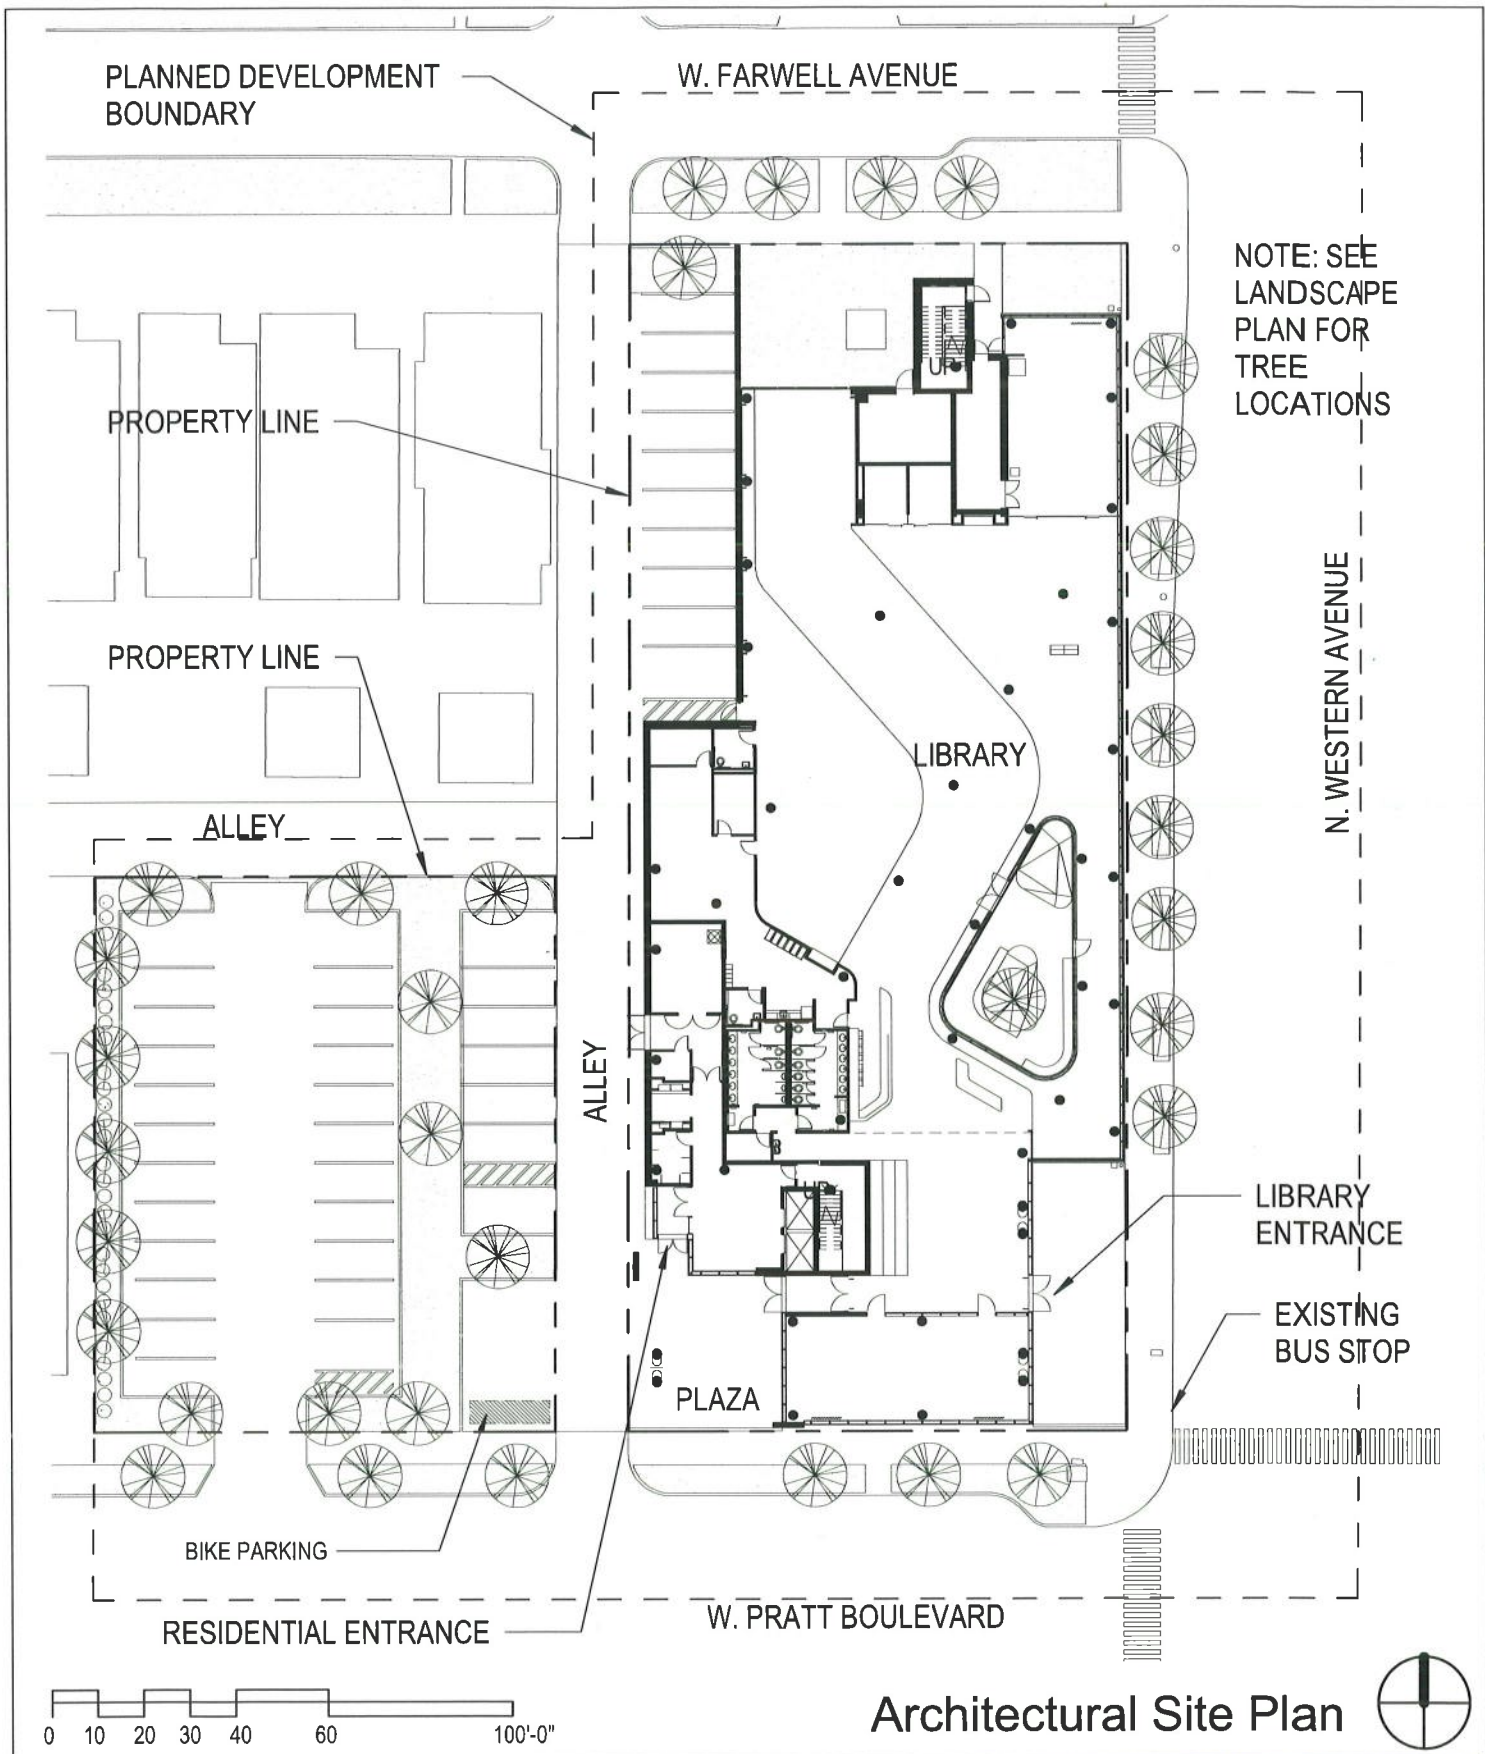 PLANNED DEVELOPMENT
BOUNDARY
W. FARWELL AVENUE
NOTE: SEE
LANDSCAPE
PLAN FOR
TREE
LOCATIONS
UP
PROPERTY LINE
N. WESTERN AVENUE
PROPERTY LINE
LIBRARY
ALLEY
ALLEY
LIBRARY
ENTRANCE
EXISTING
BUS STOP
PLAZA
BIKE PARKING
RESIDENTIAL ENTRANCE
W. PRATT BOULEVARD
0 10 20 30 40 60 100'-0"
Architectural Site Plan